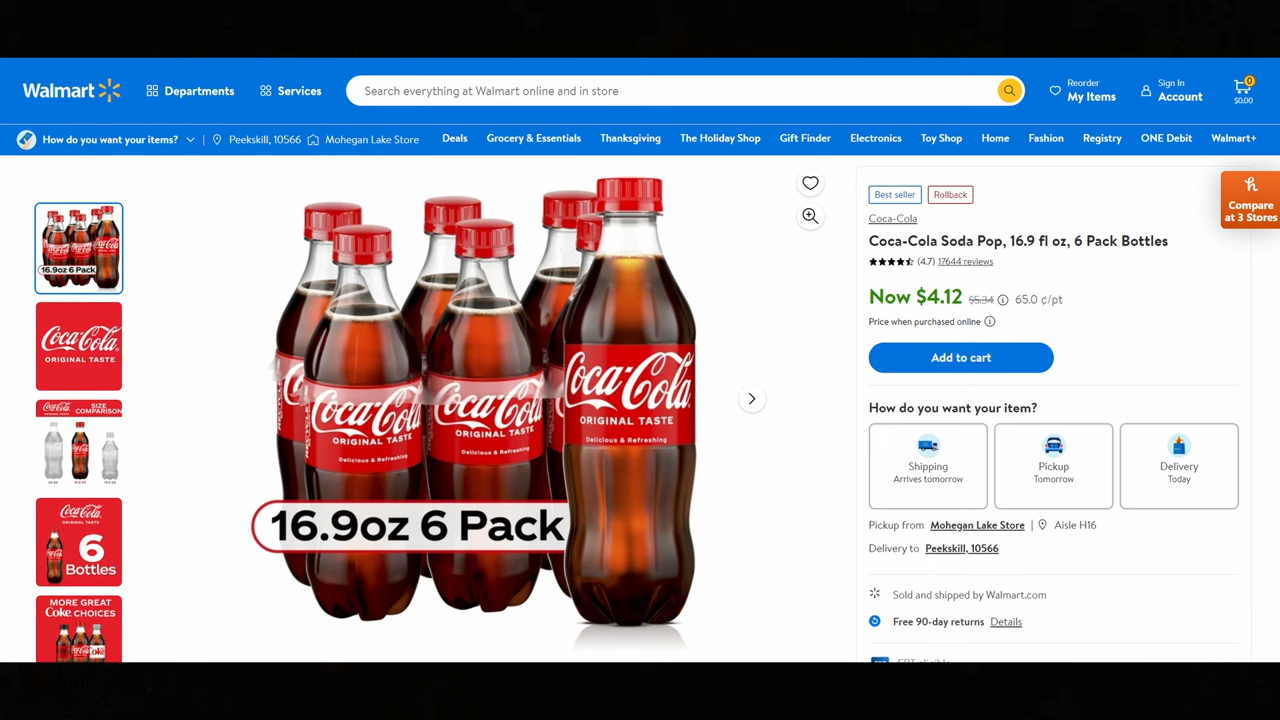 Walmart
Departments
Services
Search everything at Walmart online and in store
Reorder
My Items
Sign In
Account
0
$0.00
How do you want your items?
Peekskill, 10566
Mohegan Lake Store
Deals
Grocery & Essentials
Thanksgiving
The Holiday Shop
Gift Finder
Electronics
Toy Shop
Home
Fashion
Registry
ONE Debit
Walmart+
16.9oz 6 Pack
Coca-Cola
ORIGINAL TASTE
Coca-Cola
SIZE
COMPARISON
Coca-Cola
ORIGINAL TASTE
6
Bottles
MORE GREAT
Coke CHOICES
Coca-Cola
ORIGINAL TASTE
Delicious & Refreshing
Coca-Cola
ORIGINAL TASTE
Delicious & Refreshing
Coca-Cola
ORIGINAL TASTE
Delicious & Refreshing
16.9oz 6 Pack
Best seller
Rollback
Coca-Cola
Coca-Cola Soda Pop, 16.9 fl oz, 6 Pack Bottles
(4.7) 17644 reviews
Now $4.12 $5.34 65.0 ¢/pt
Price when purchased online
Add to cart
How do you want your item?
Shipping
Arrives tomorrow
Pickup
Tomorrow
Delivery
Today
Pickup from Mohegan Lake Store | Aisle H16
Delivery to Peekskill, 10566
Sold and shipped by Walmart.com
Free 90-day returns Details
Compare
at 3 Stores